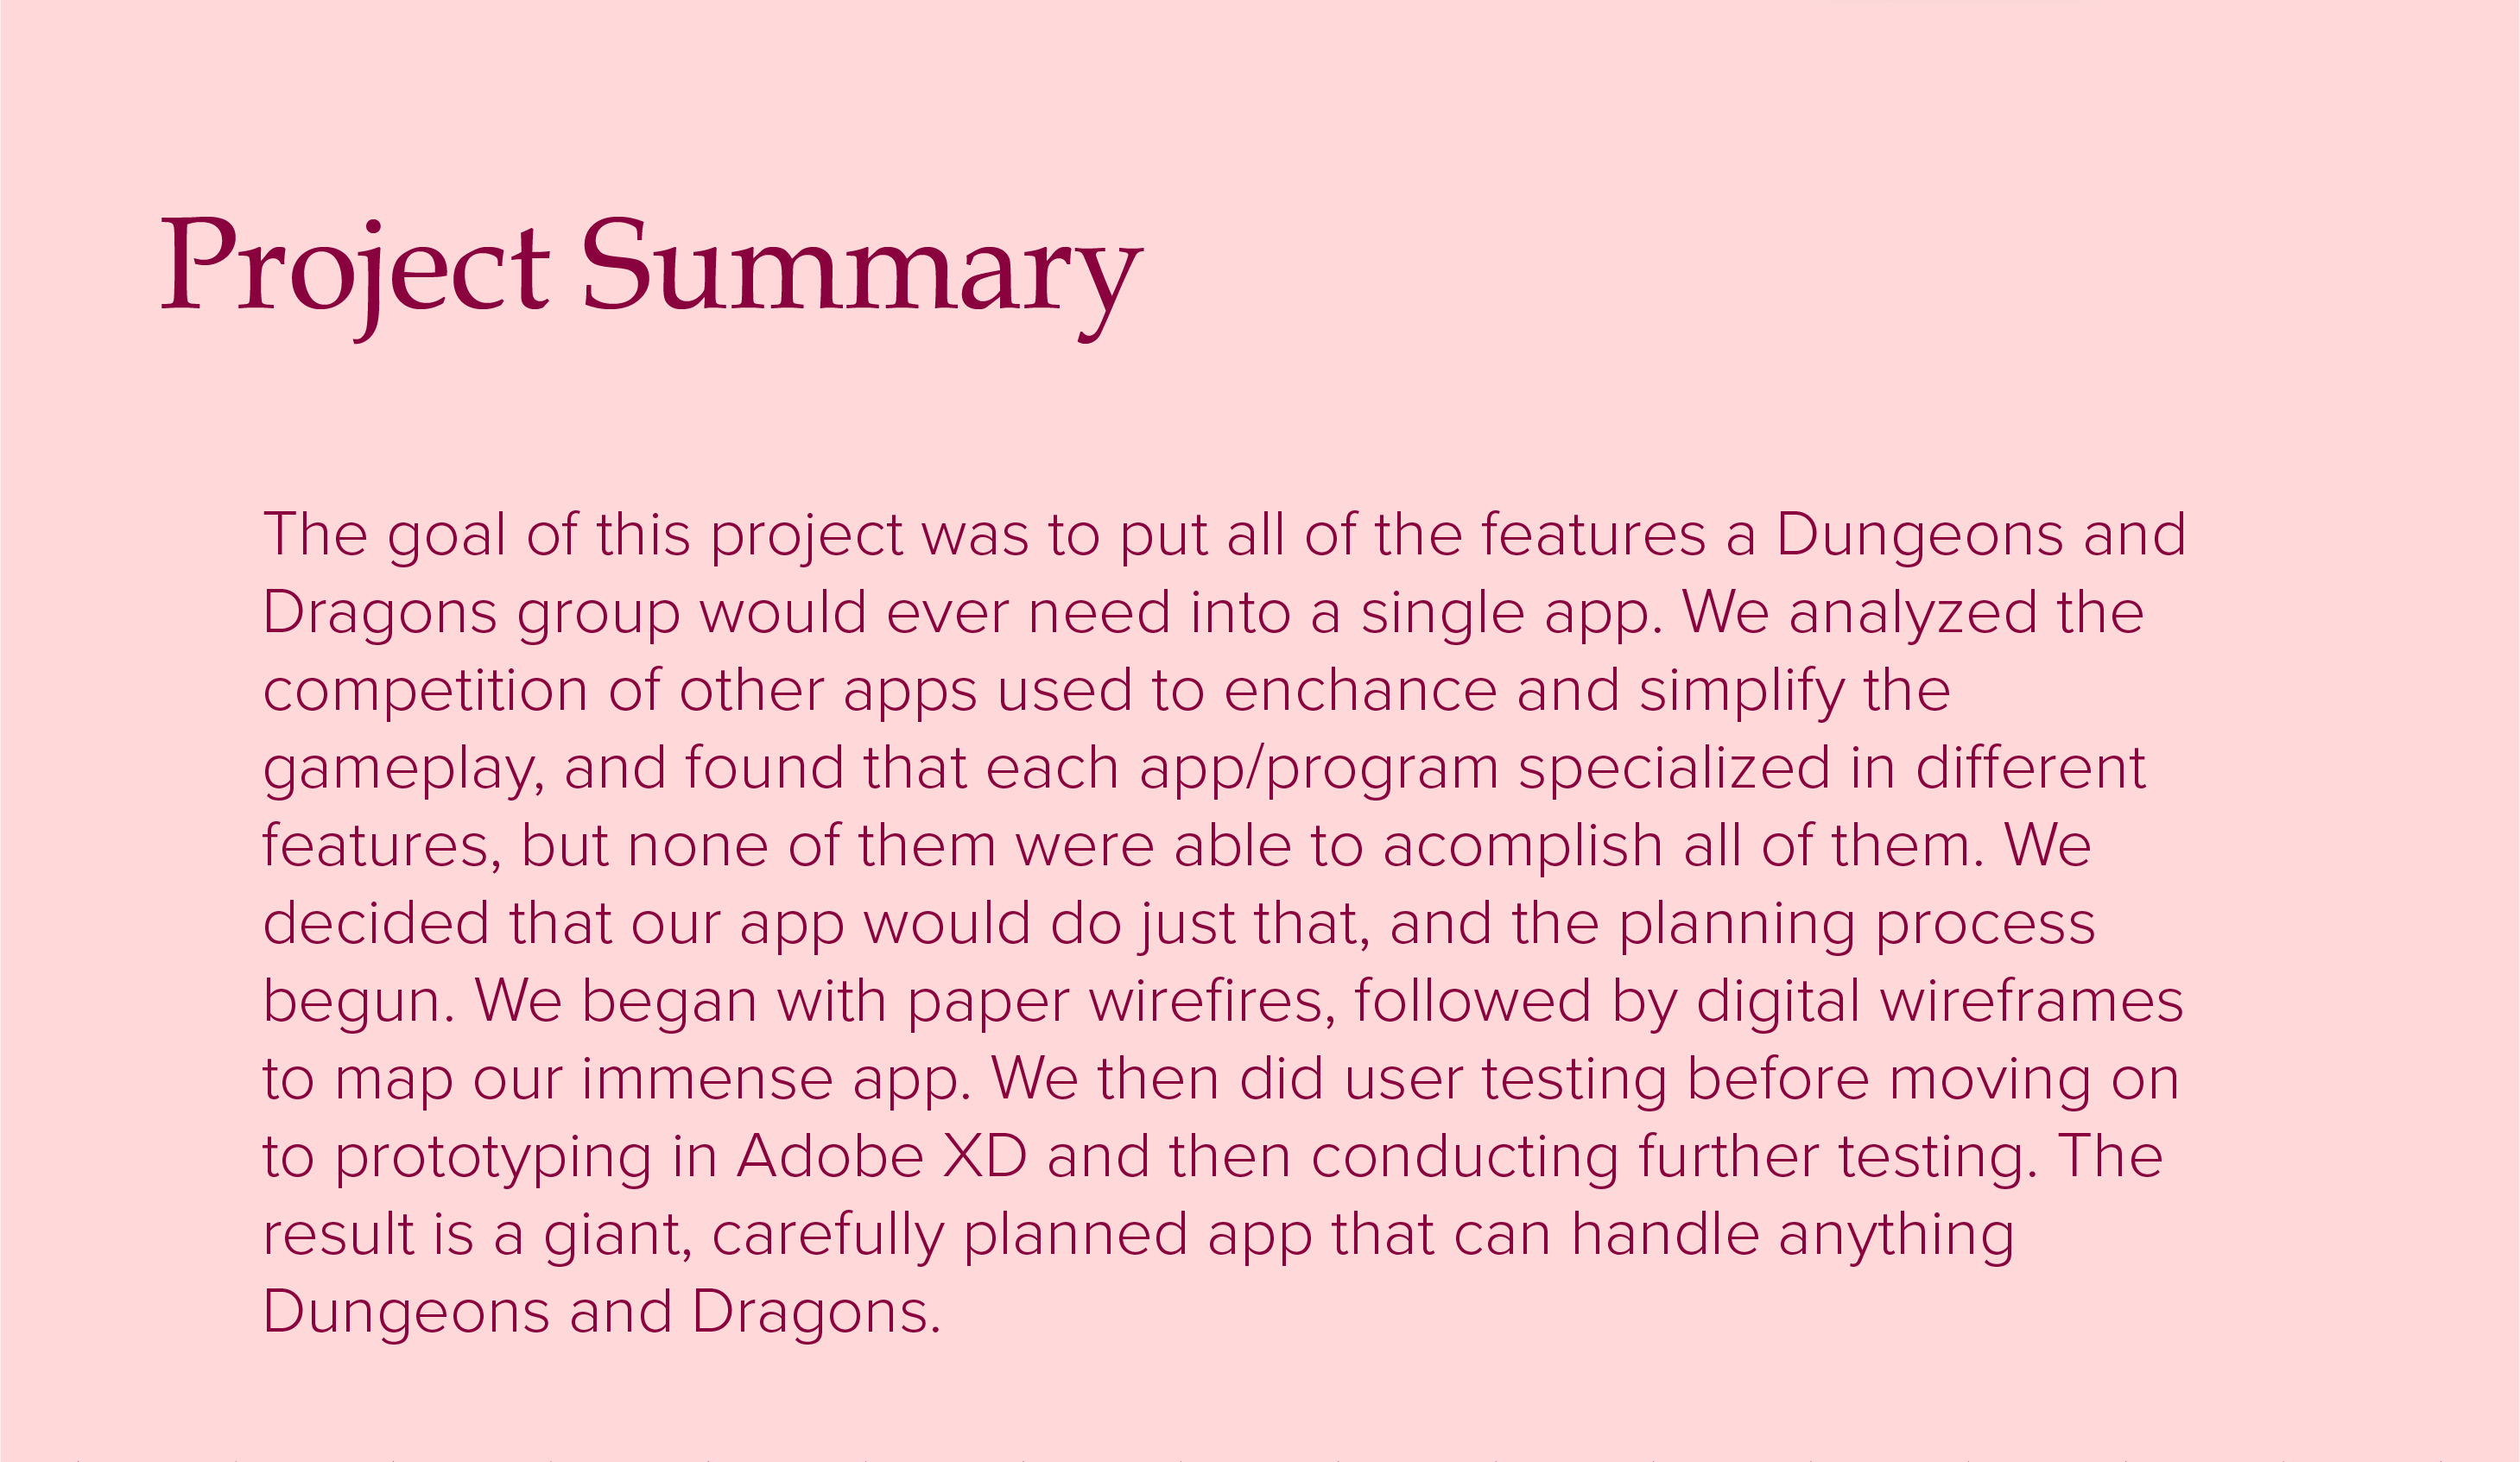 Project Summary
The goal of this project was to put all of the features a Dungeons and
Dragons group would ever need into a single app. We analyzed the
competition of other apps used to enchance and simplify the
gameplay, and found that each app/program specialized in different
features, but none of them were able to acomplish all of them. We
decided that our app would do just that, and the planning process
begun. We began with paper wirefires, followed by digital wireframes
to map our immense app. We then did user testing before moving on
to prototyping in Adobe XD and then conducting further testing. The
result is a giant, carefully planned app that can handle anything
Dungeons and Dragons.